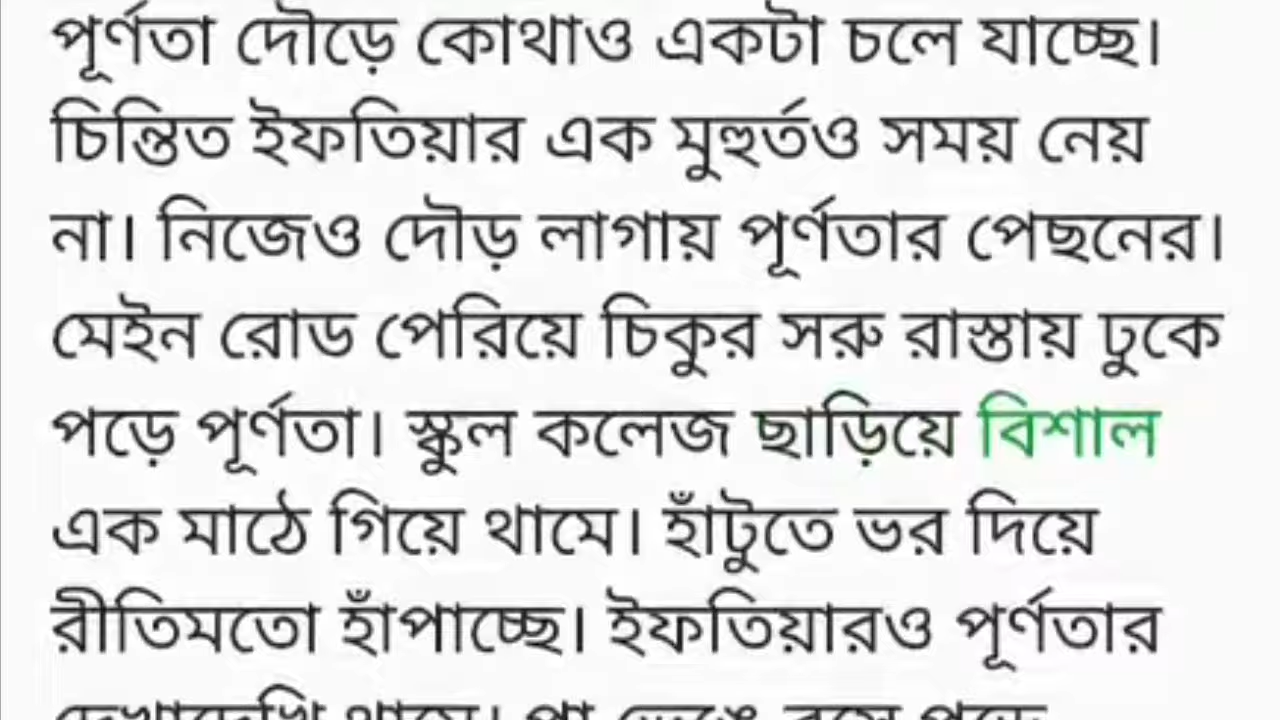 পূর্ণতা দৌড়ে কোথাও একটা চলে যাচ্ছে।
চিন্তিত ইফতিয়ার এক মুহুর্তও সময় নেয়
না। নিজেও দৌড় লাগায় পূর্ণতার পেছনের।
মেইন রোড পেরিয়ে চিকুর সরু রাস্তায় ঢুকে
পড়ে পূর্ণতা। স্কুল কলেজ ছাড়িয়ে বিশাল
এক মাঠে গিয়ে থামে। হাঁটুতে ভর দিয়ে
রীতিমতো হাঁপাচ্ছে। ইফতিয়ারও পূর্ণতার